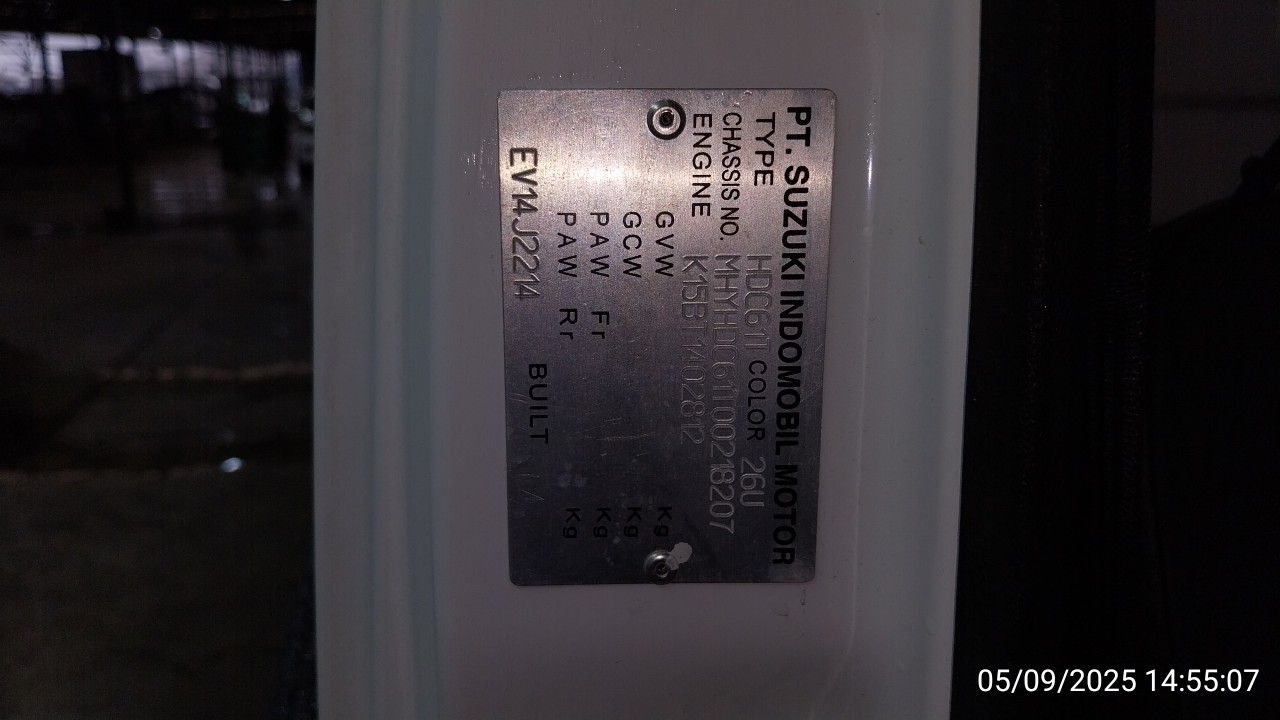 PT. SUZUKI INDOMOBIL MOTOR
TYPE HDC61T COLOR 26U
CHASSIS NO. MHYHDC61T00218207
ENGINE K15BT1402812
GVW Kg
GCW Kg
PAW Fr Kg
PAW Rr Kg
BUILT
EV14J2214
05/09/2025 14:55:07